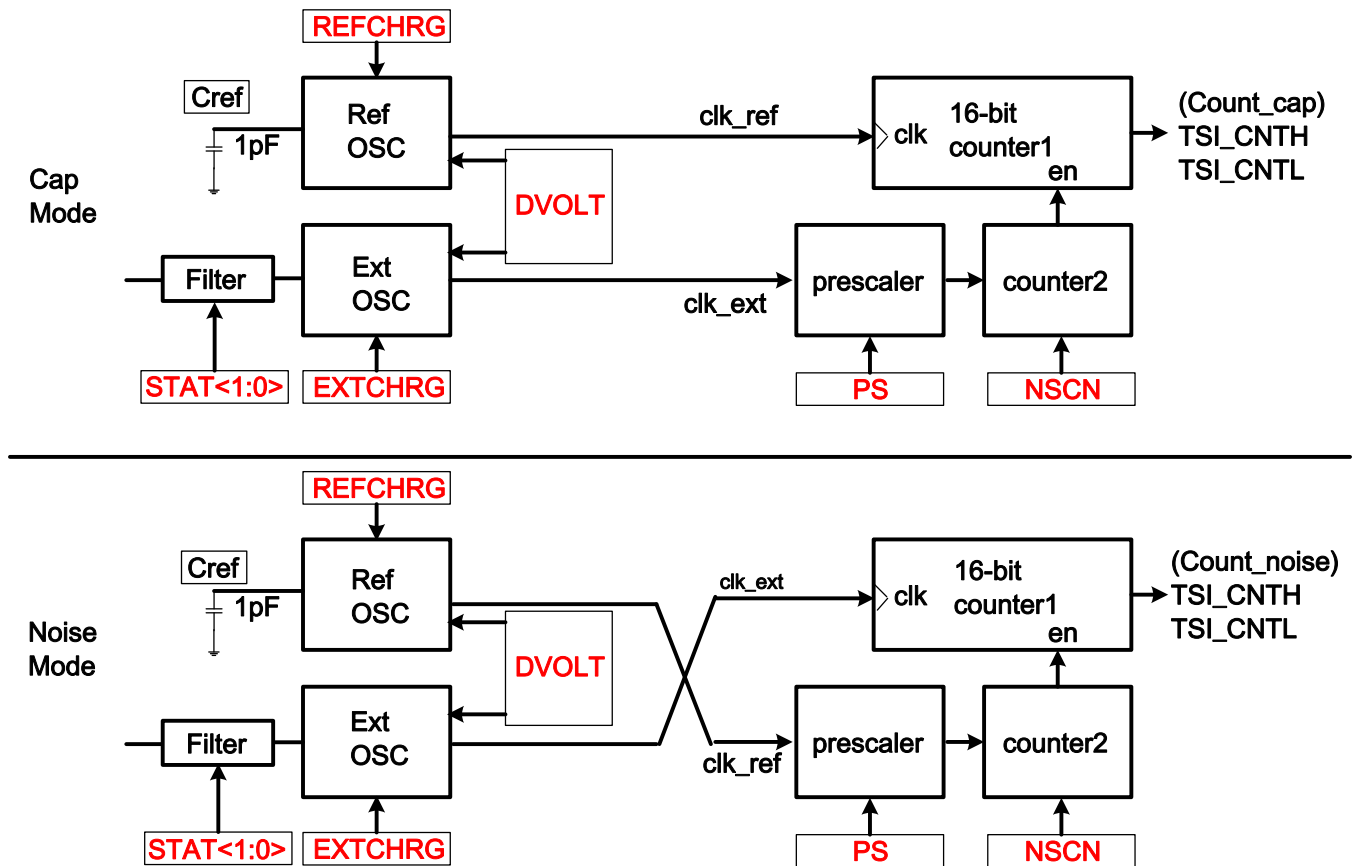 REFCHRG
Cref
1pF
Ref
OSC
clk_ref
clk
16-bit
counter1
en
(Count_cap)
TSI_CNTH
TSI_CNTL
Cap
Mode
DVOLT
Filter
Ext
OSC
clk_ext
prescaler
counter2
STAT<1:0>
EXTCHRG
PS
NSCN
REFCHRG
Cref
1pF
Ref
OSC
clk_ext
clk
16-bit
counter1
en
(Count_noise)
TSI_CNTH
TSI_CNTL
Noise
Mode
DVOLT
Filter
Ext
OSC
clk_ref
prescaler
counter2
STAT<1:0>
EXTCHRG
PS
NSCN